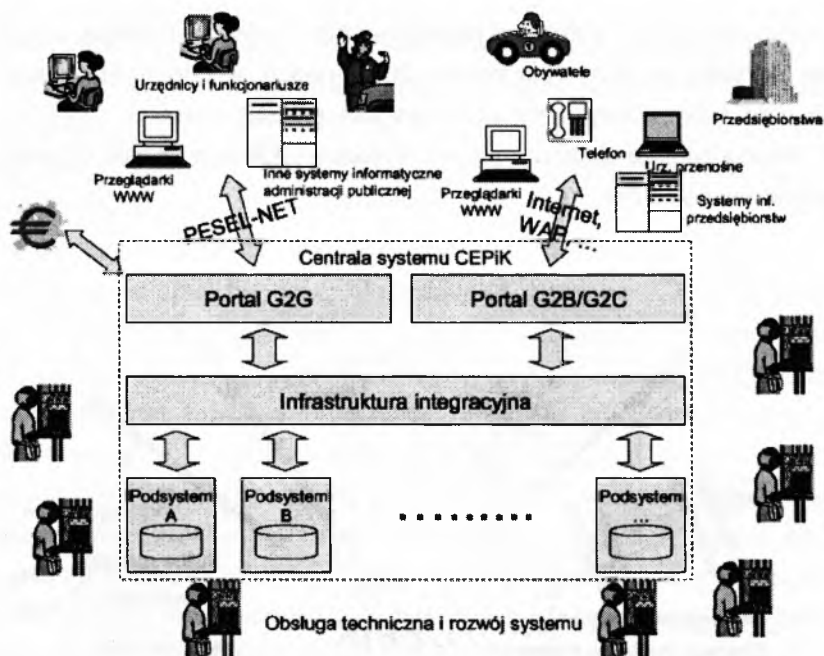 Urzędnicy i funkcjonariusze
Obywatele
Przedsiębiorstwa
Przeglądarki
WWW
Inne systemy informatyczne
administracji publicznej
Przeglądarki
WWW
Telefon
Urz. przenośne
Systemy inf.
przedsiębiorstw
PESEL-NET
Internet,
WAP, ...
Centrala systemu CEPiK
Portal G2G
Portal G2B/G2C
Infrastruktura integracyjna
Podsystem
A
Podsystem
B
.........
Podsystem
...
Obsługa techniczna i rozwój systemu